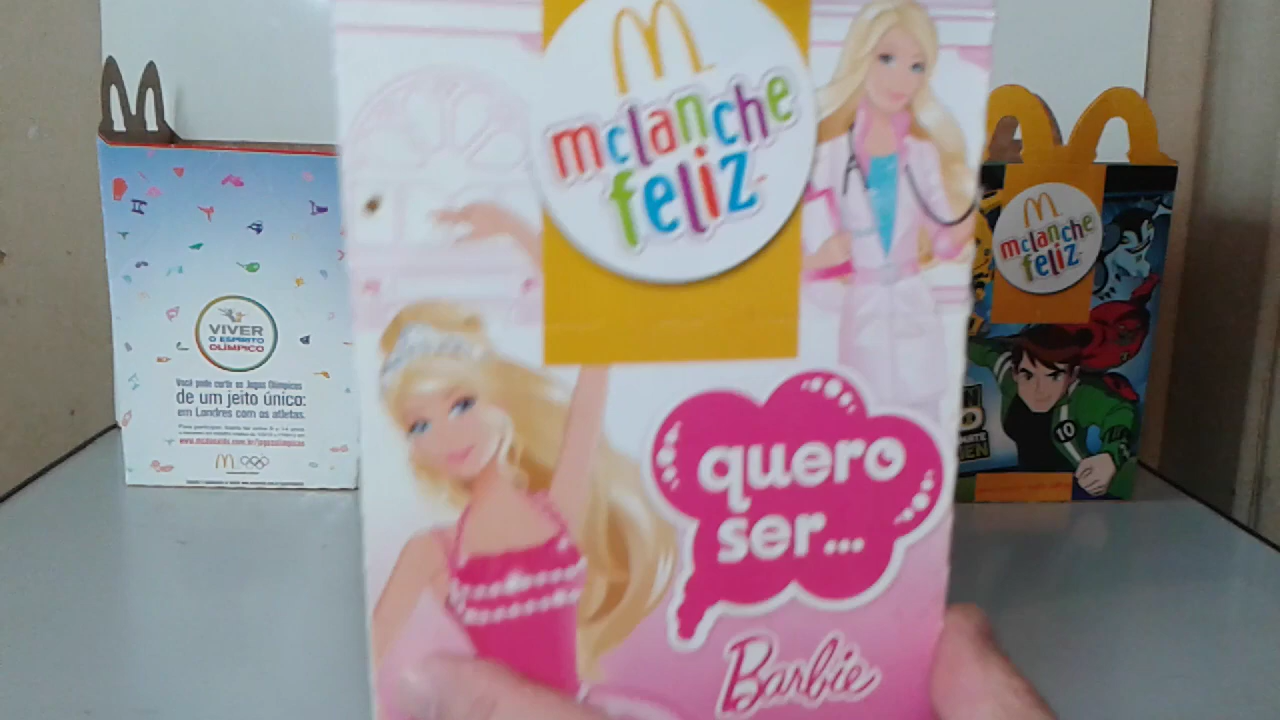 mclanche
feliz
quero
ser...
Barbie
VIVER
O ESPÍRITO
OLÍMPICO
Você pode curtir os Jogos Olímpicos
de um jeito único:
em Londres com os atletas.
mclanche
feliz
10